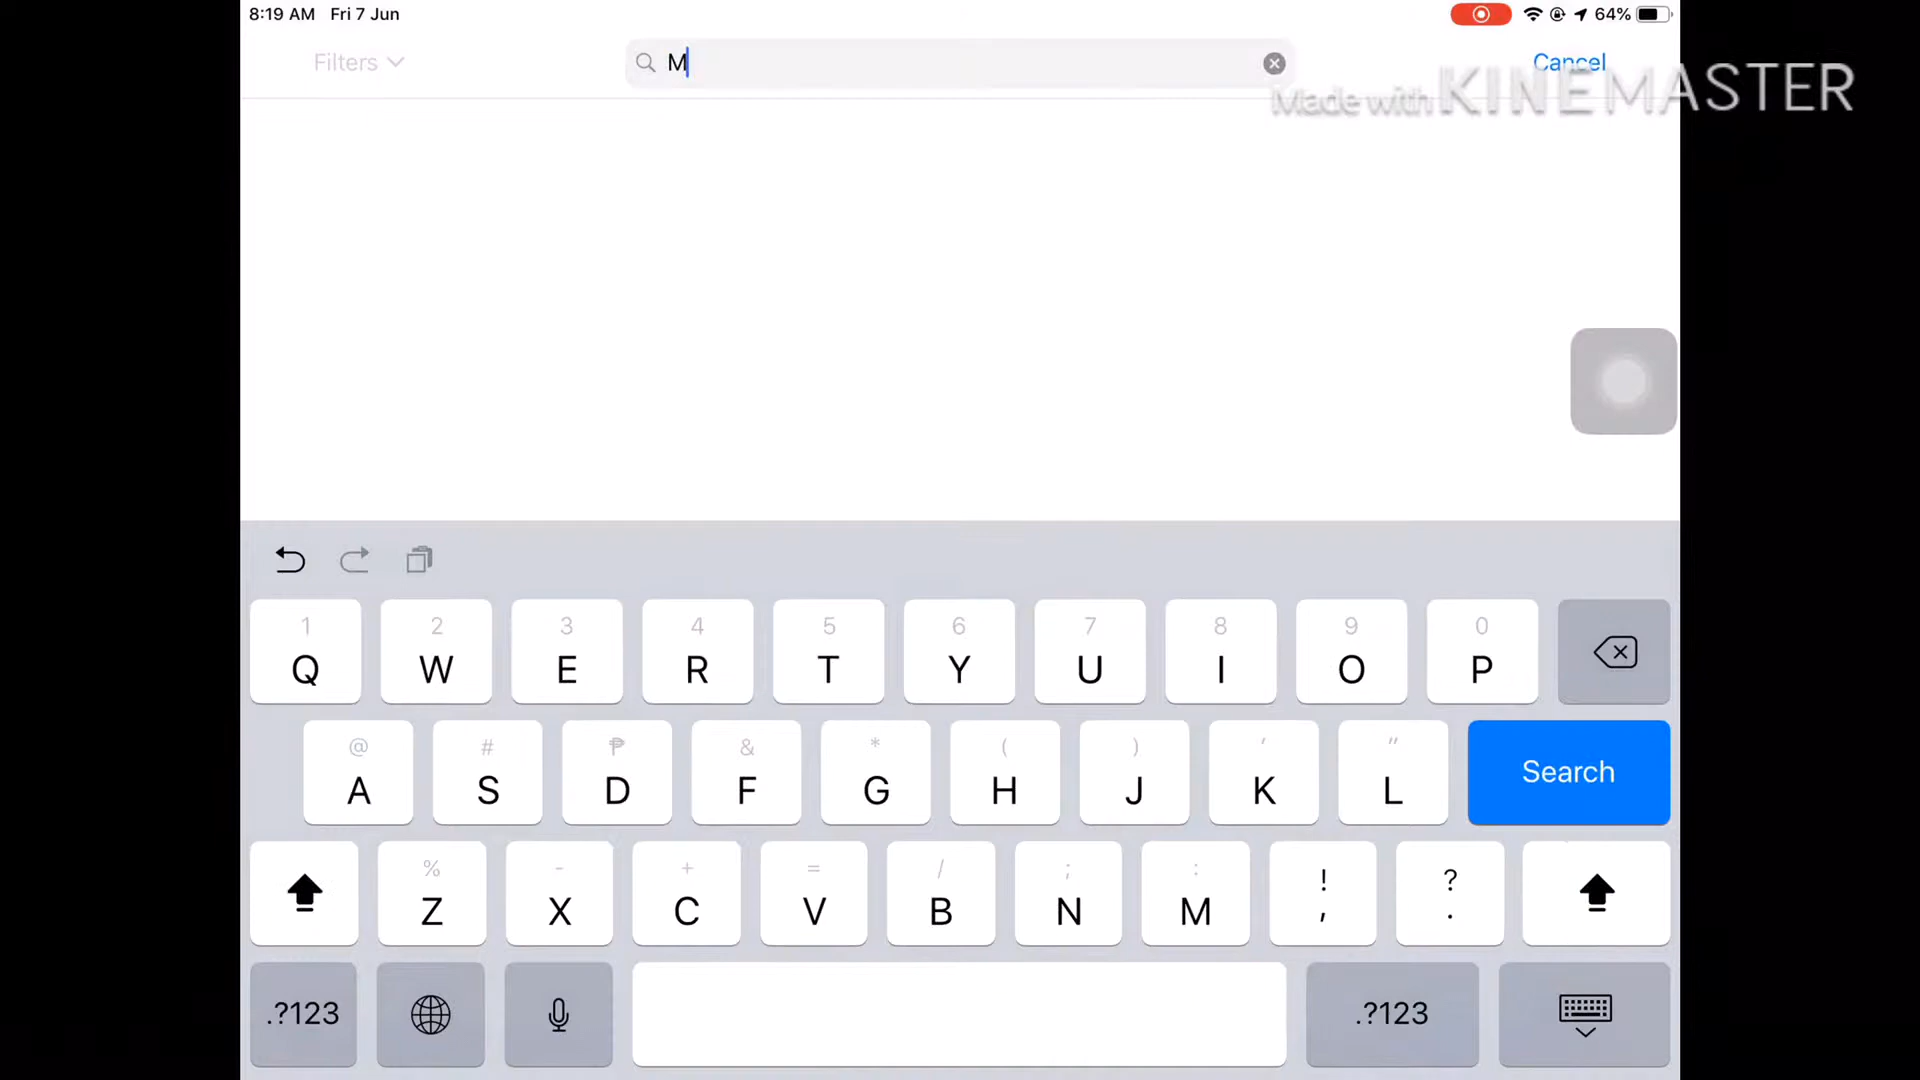 8:19 AM Fri 7 Jun 64%
Filters M Cancel
Made with KINEMASTER
1 2 3 4 5 6 7 8 9 0
Q W E R T Y U I O P
@ # ₱ & * ( ) ' "
A S D F G H J K L Search
% - + = / ; : ! ?
Z X C V B N M , .
.?123 .?123